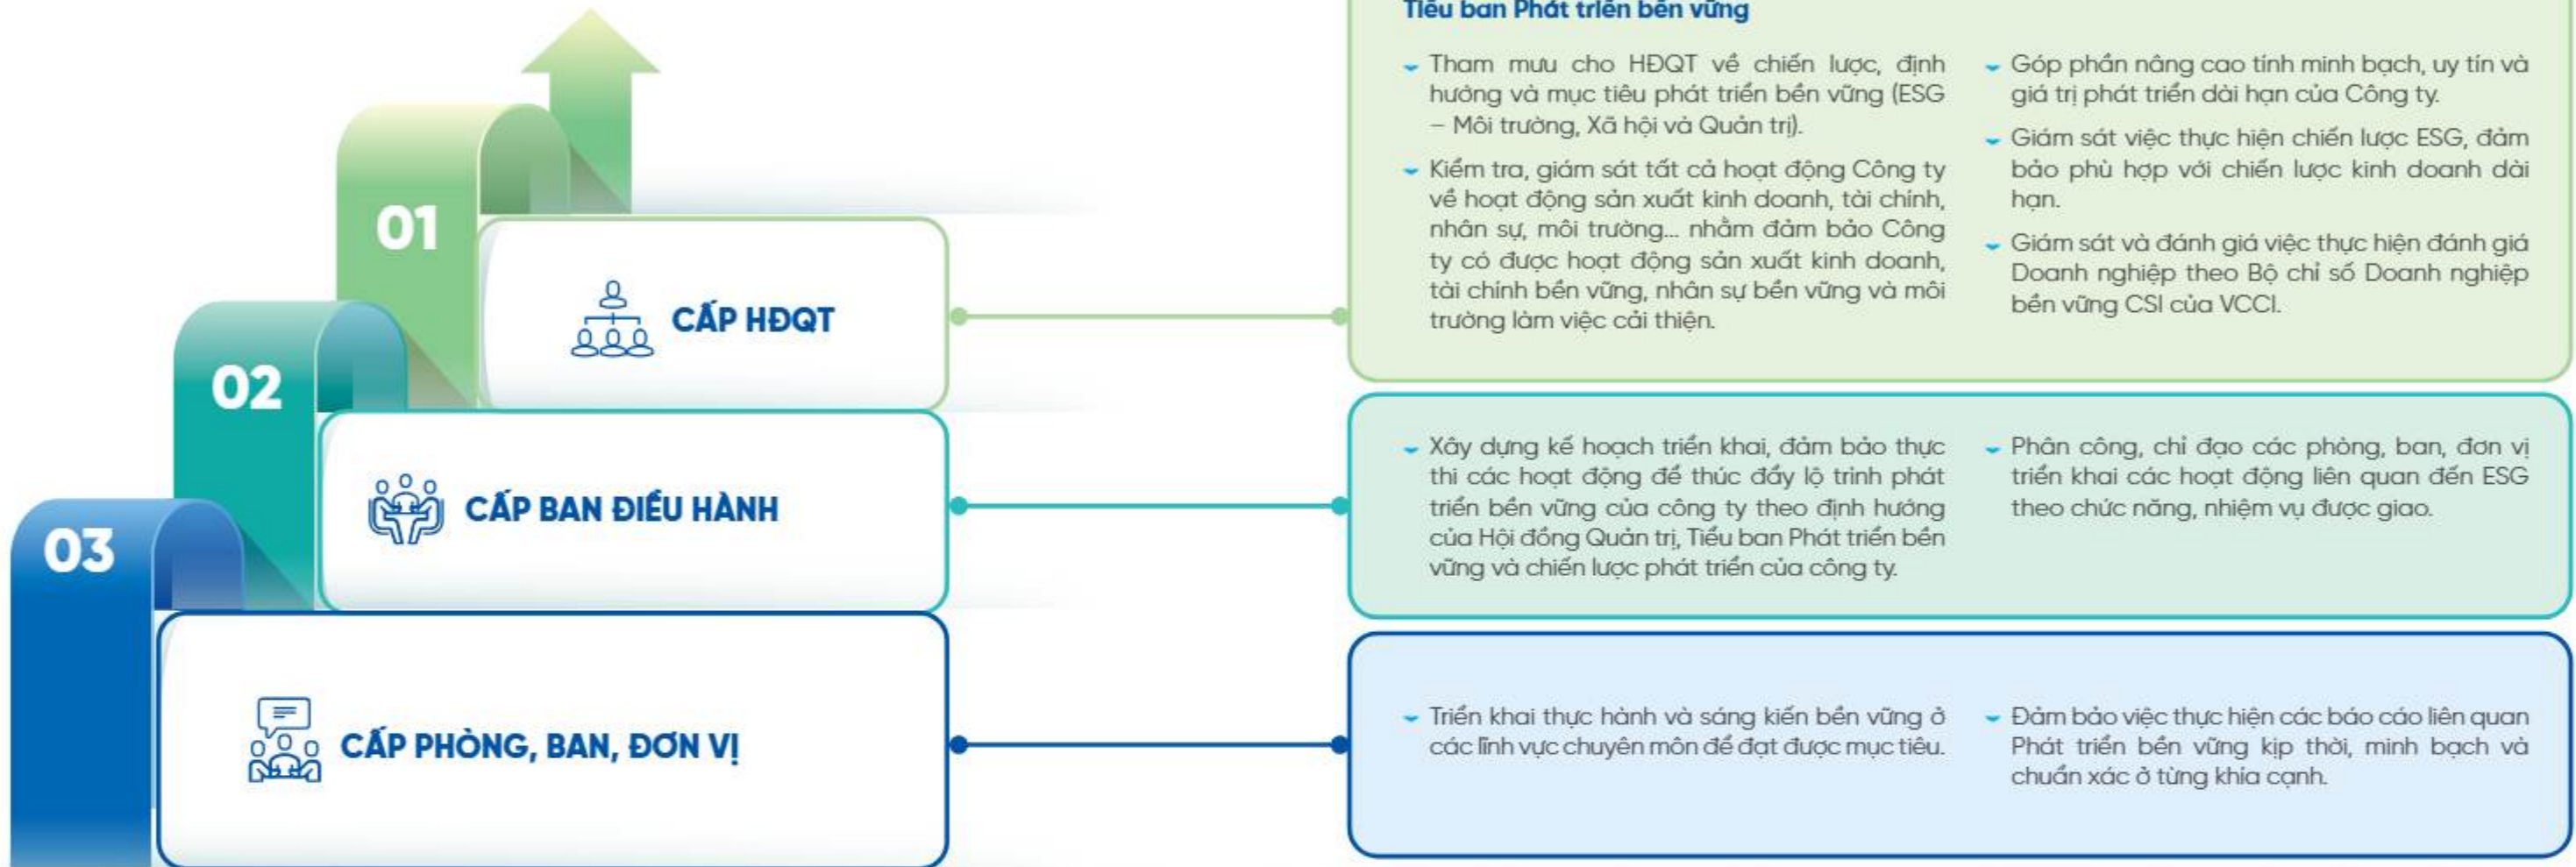 01
CẤP HĐQT
Tiểu ban Phát triển bền vững
Tham mưu cho HĐQT về chiến lược, định
hướng và mục tiêu phát triển bền vững (ESG
– Môi trường, Xã hội và Quản trị).
Kiểm tra, giám sát tất cả hoạt động Công ty
về hoạt động sản xuất kinh doanh, tài chính,
nhân sự, môi trường... nhằm đảm bảo Công
ty có được hoạt động sản xuất kinh doanh,
tài chính bền vững, nhân sự bền vững và môi
trường làm việc cải thiện.
Góp phần nâng cao tính minh bạch, uy tín và
giá trị phát triển dài hạn của Công ty.
Giám sát việc thực hiện chiến lược ESG, đảm
bảo phù hợp với chiến lược kinh doanh dài
hạn.
Giám sát và đánh giá việc thực hiện đánh giá
Doanh nghiệp theo Bộ chỉ số Doanh nghiệp
bền vững CSI của VCCI.
02
CẤP BAN ĐIỀU HÀNH
Xây dựng kế hoạch triển khai, đảm bảo thực
thi các hoạt động để thúc đẩy lộ trình phát
triển bền vững của công ty theo định hướng
của Hội đồng Quản trị, Tiểu ban Phát triển bền
vững và chiến lược phát triển của công ty.
Phân công, chỉ đạo các phòng, ban, đơn vị
triển khai các hoạt động liên quan đến ESG
theo chức năng, nhiệm vụ được giao.
03
CẤP PHÒNG, BAN, ĐƠN VỊ
Triển khai thực hành và sáng kiến bền vững ở
các lĩnh vực chuyên môn để đạt được mục tiêu.
Đảm bảo việc thực hiện các báo cáo liên quan
Phát triển bền vững kịp thời, minh bạch và
chuẩn xác ở từng khía cạnh.